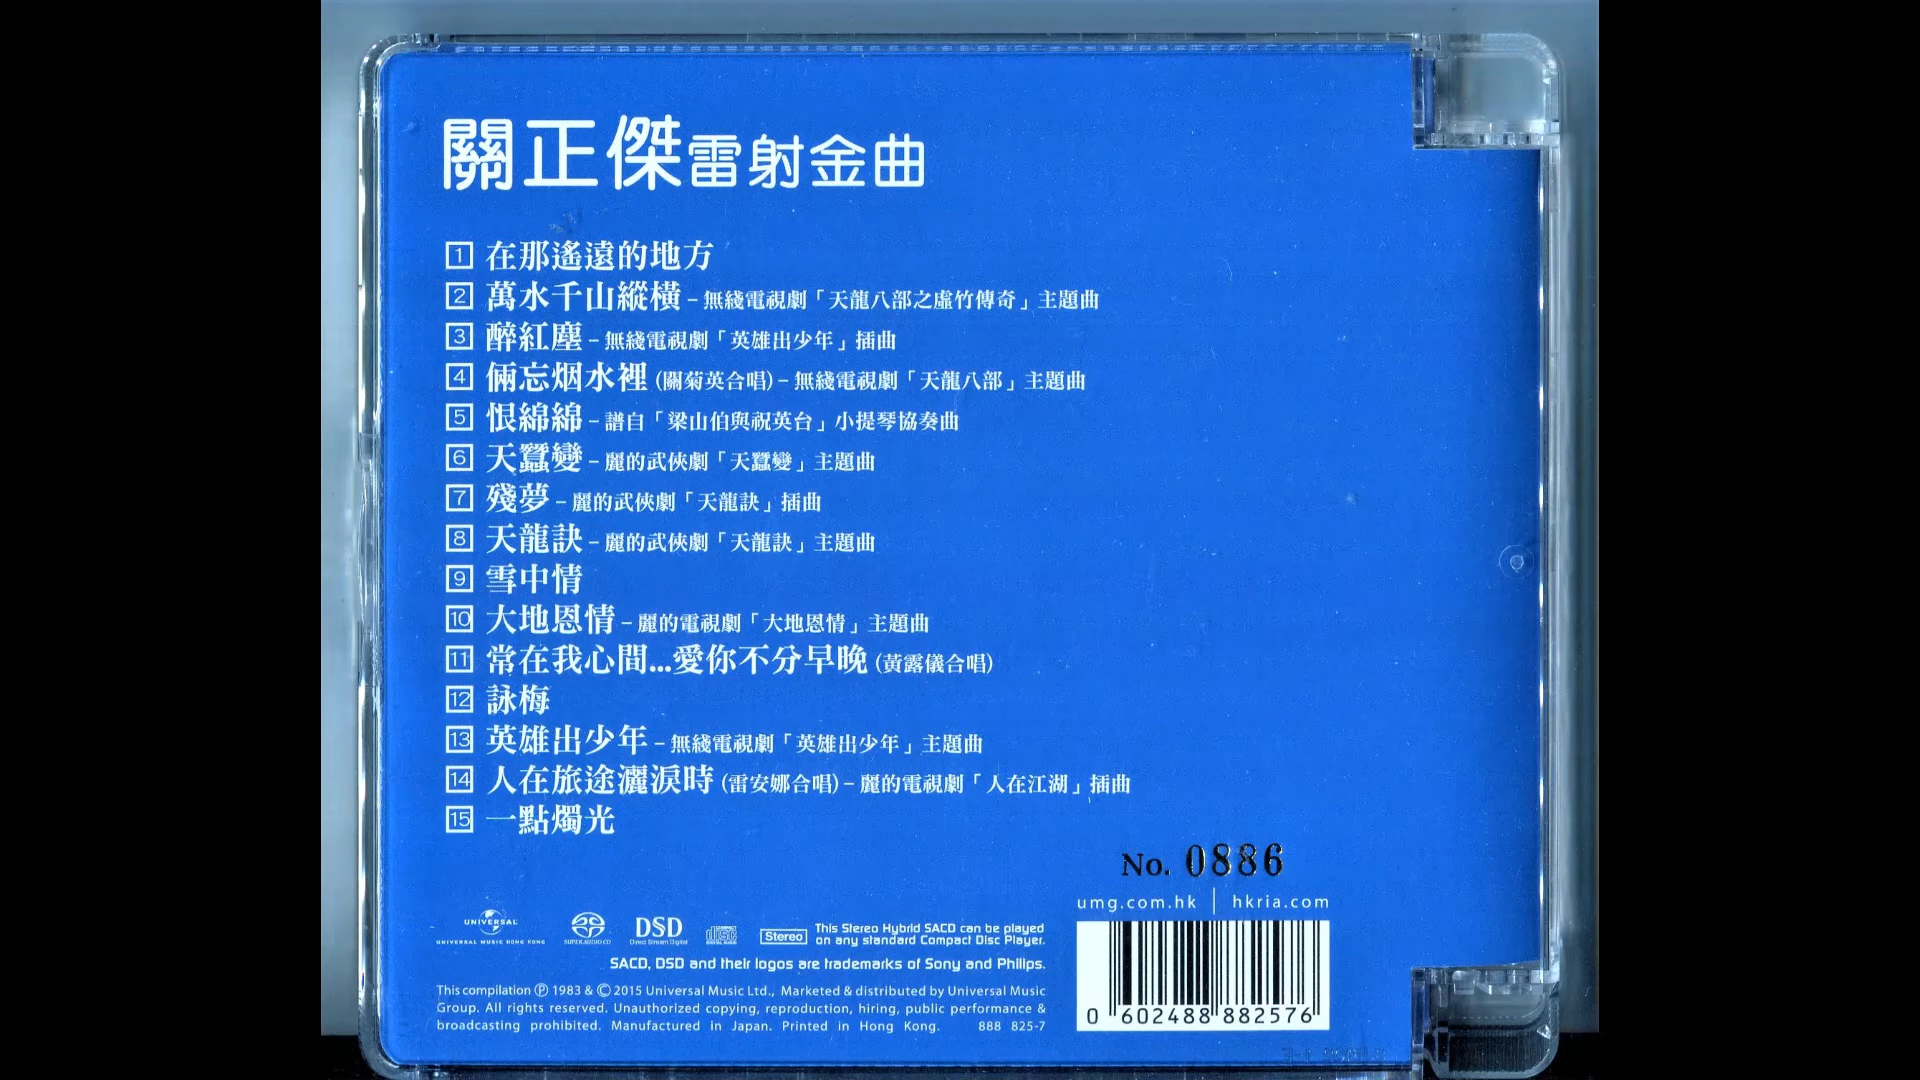 關正傑雷射金曲
1 在那遙遠的地方
2 萬水千山縱橫 – 無綫電視劇「天龍八部之虛竹傳奇」主題曲
3 醉紅塵 – 無綫電視劇「英雄出少年」插曲
4 倆忘烟水裡 (關菊英合唱) – 無綫電視劇「天龍八部」主題曲
5 恨綿綿 – 譜自「梁山伯與祝英台」小提琴協奏曲
6 天蠶變 – 麗的武俠劇「天蠶變」主題曲
7 殘夢 – 麗的武俠劇「天龍訣」插曲
8 天龍訣 – 麗的武俠劇「天龍訣」主題曲
9 雪中情
10 大地恩情 – 麗的電視劇「大地恩情」主題曲
11 常在我心間...愛你不分早晚 (黃露儀合唱)
12 詠梅
13 英雄出少年 – 無綫電視劇「英雄出少年」主題曲
14 人在旅途灑淚時 (雷安娜合唱) – 麗的電視劇「人在江湖」插曲
15 一點燭光
No. 0886
umg.com.hk | hkria.com
UNIVERSAL
UNIVERSAL MUSIC HONG KONG
SUPER AUDIO CD
DSD
Direct Stream Digital
disc
DIGITAL AUDIO
Stereo
This Stereo Hybrid SACD can be played
on any standard Compact Disc Player.
SACD, DSD and their logos are trademarks of Sony and Philips.
This compilation ℗ 1983 & © 2015 Universal Music Ltd., Marketed & distributed by Universal Music
Group. All rights reserved. Unauthorized copying, reproduction, hiring, public performance &
broadcasting prohibited. Manufactured in Japan. Printed in Hong Kong. 888 825-7
0 602488 882576